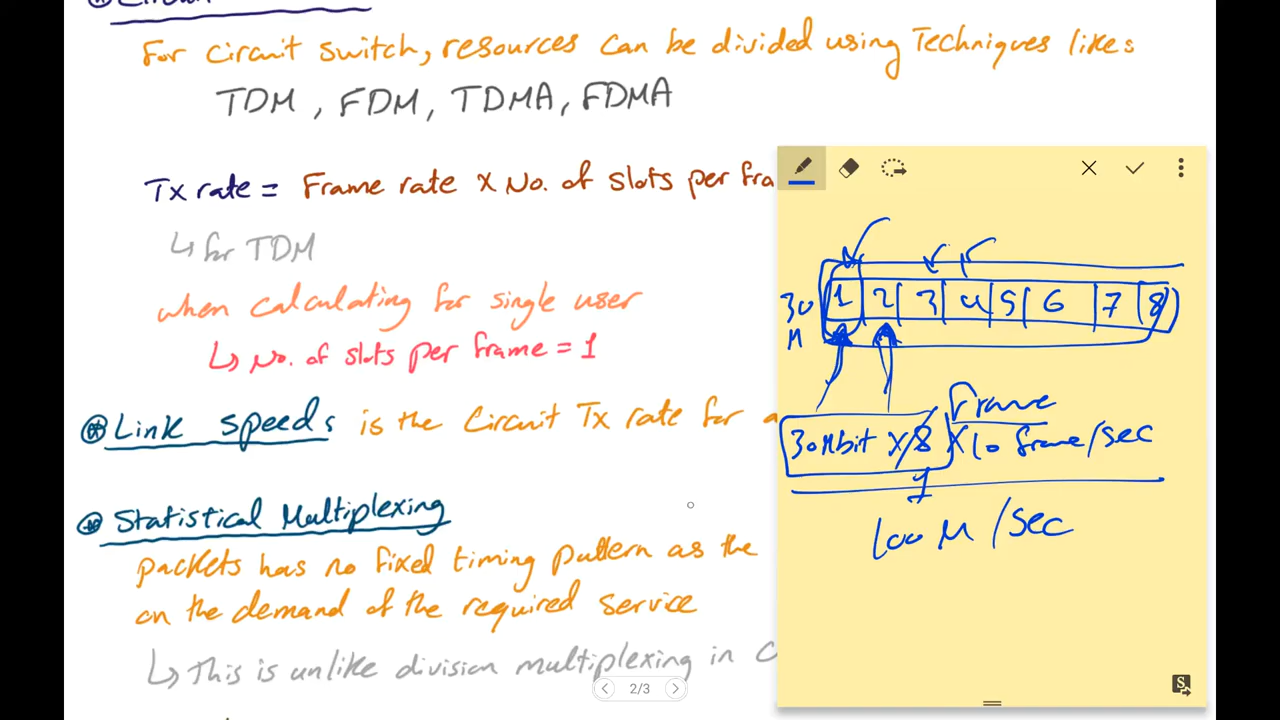 For Circuit switch, resources can be divided using Techniques like:
TDM, FDM, TDMA, FDMA
Tx rate = Frame rate x No. of slots per fra
↳ for TDM
when calculating for single user
↳ No. of slots per frame = 1
Link speeds is the Circuit Tx rate for a
Statistical Multiplexing
packets has no fixed timing pattern as the
on the demand of the required service
↳ This is unlike division multiplexing in C
2/3
30 M
1 2 3 4 5 6 7 8
Frame
30 Mbit x 8 x 10 frame/sec
1
100 M /sec